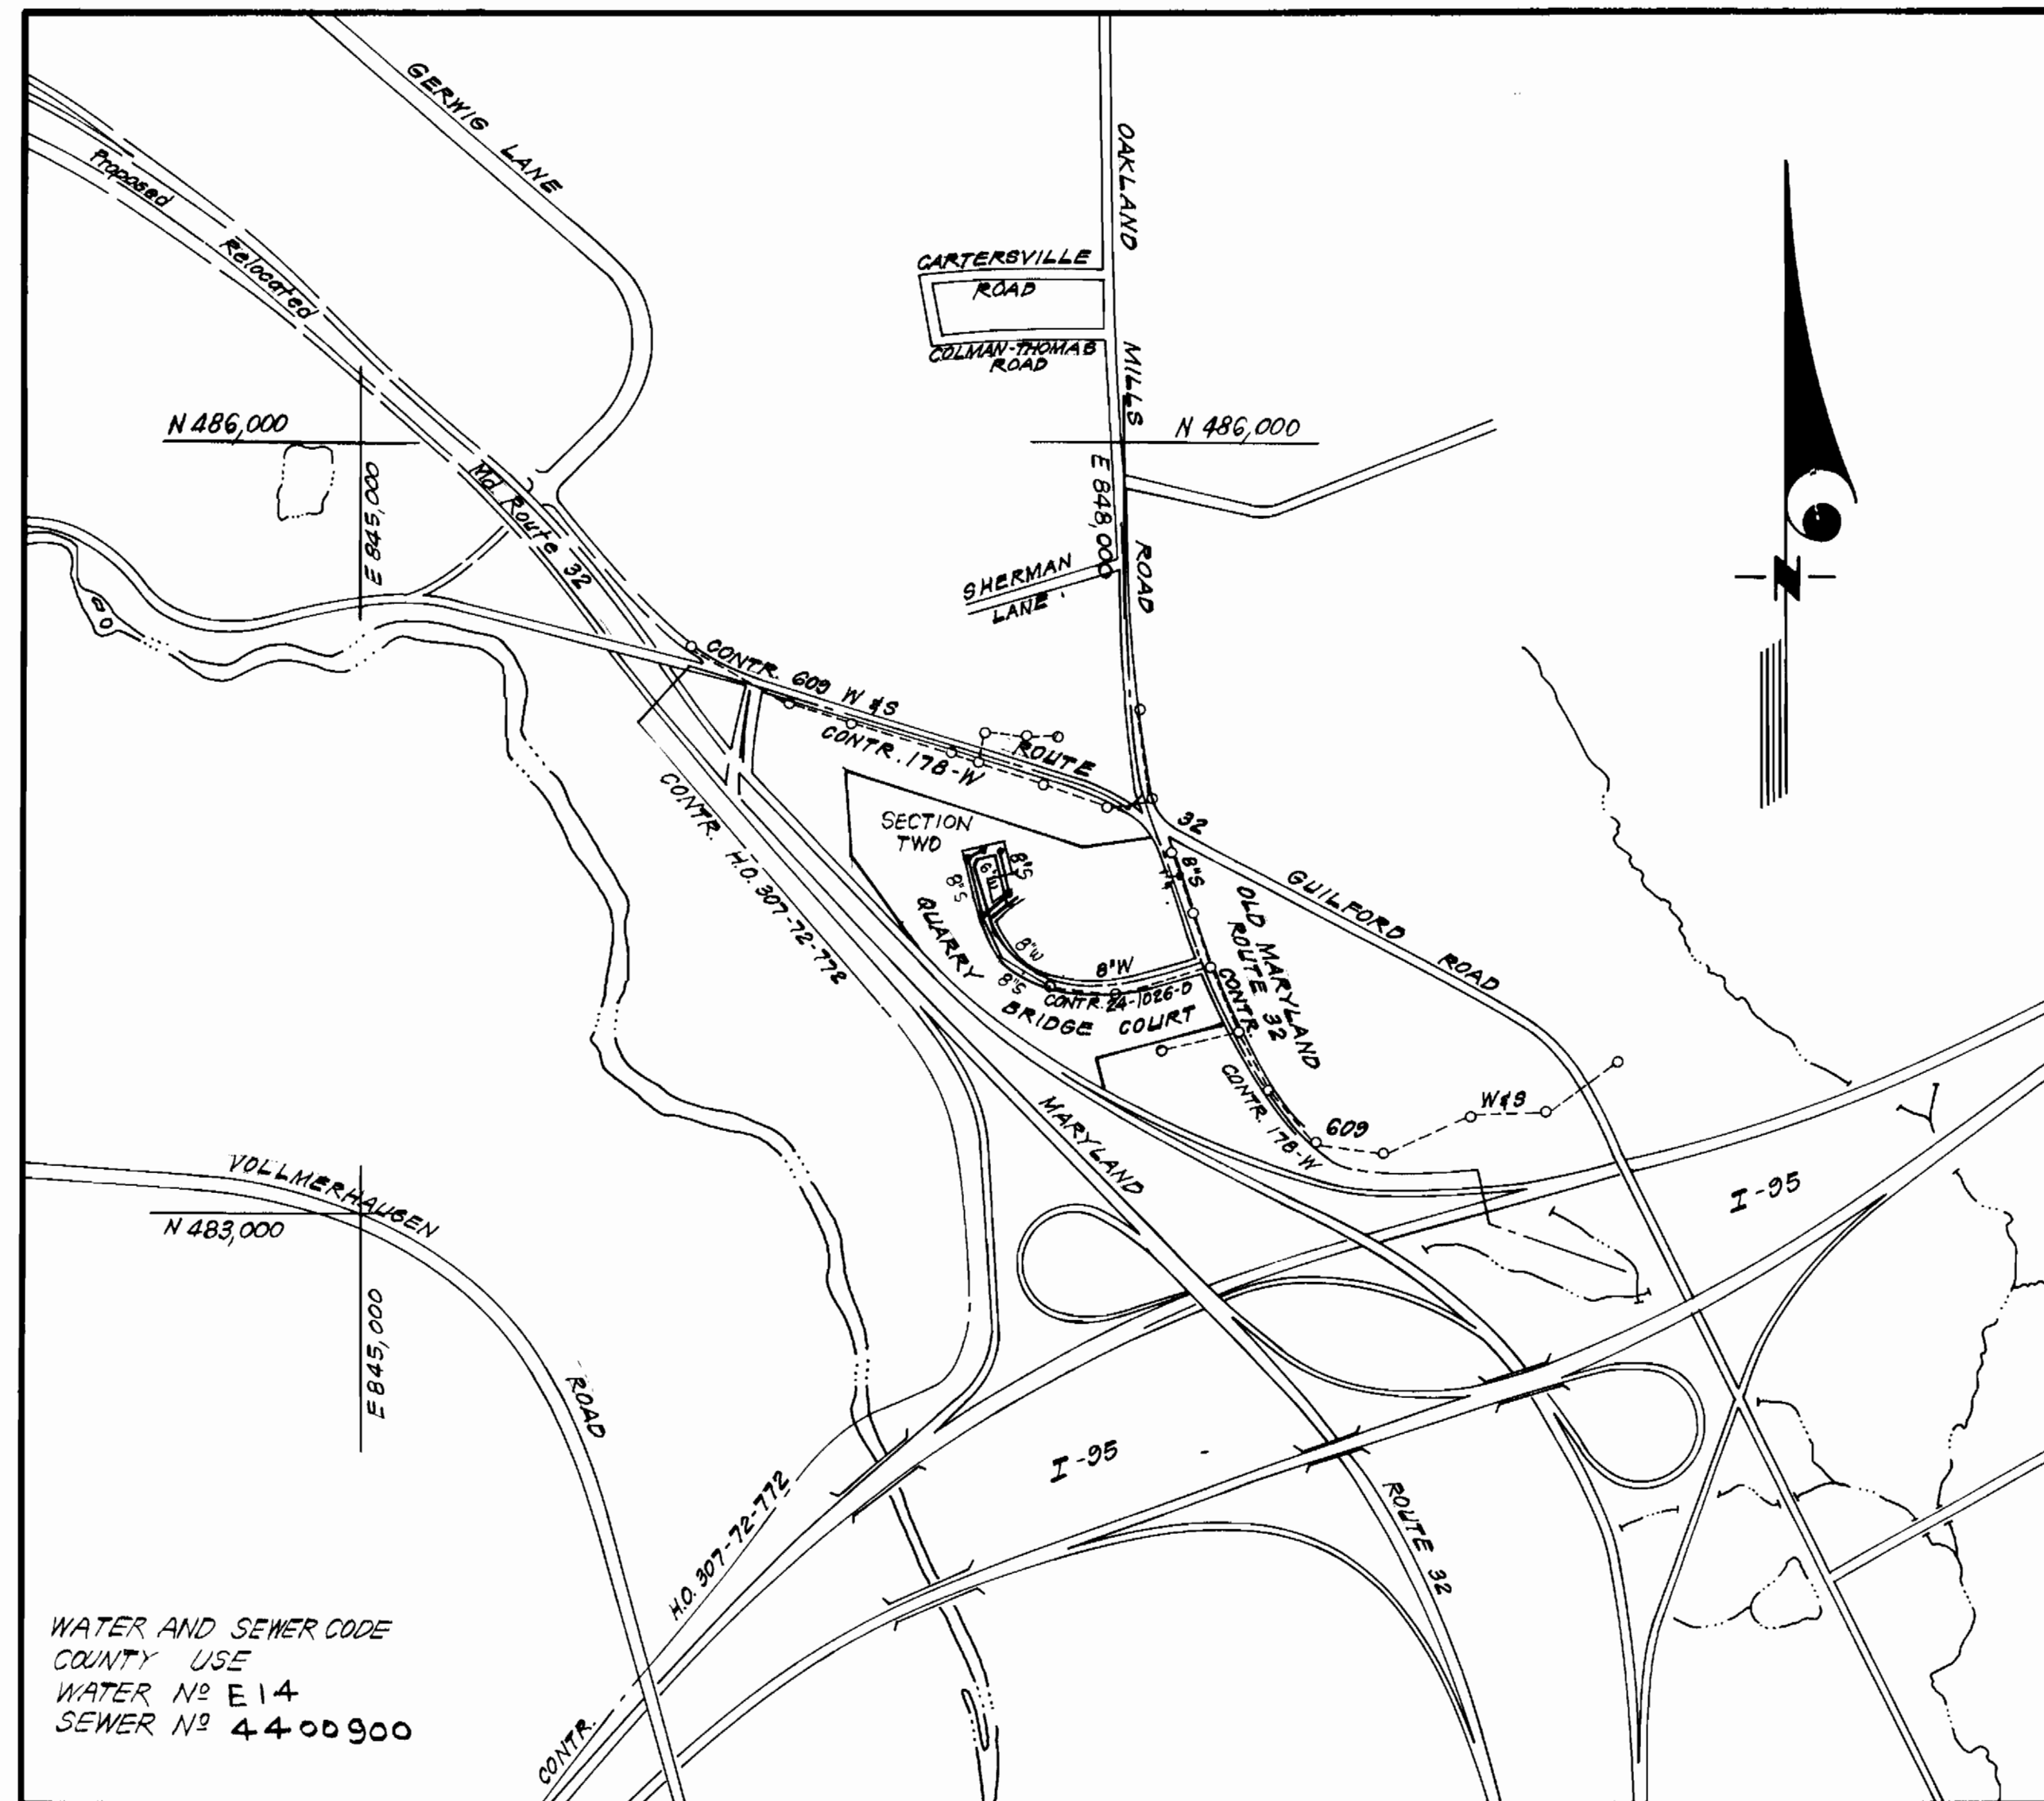 GERWIG LANE
OAKLAND MILLS ROAD
Proposed Relocated Md. Route 32
CARTERSVILLE
ROAD
COLMAN-THOMAS
ROAD
N 486,000
N 486,000
E 845,000
E 848,000
SHERMAN
LANE
N
CONTR. 609 W &S
CONTR. 178-W
ROUTE 32
SECTION
TWO
8"S
6"W
8"S
8"S
8"W
8"W
8"S
CONTR. 24-1026-D
QUARRY BRIDGE COURT
CONTR. H.O. 307-72-772
GUILFORD ROAD
OLD MARYLAND
ROUTE 32
CONTR. 609 W&S
CONTR. 178-W
MARYLAND ROUTE 32
I-95
VOLLMERHAUSEN ROAD
N 483,000
E 845,000
I-95
CONTR. H.O. 307-72-772
WATER AND SEWER CODE
COUNTY USE
WATER Nº E14
SEWER Nº 4400900